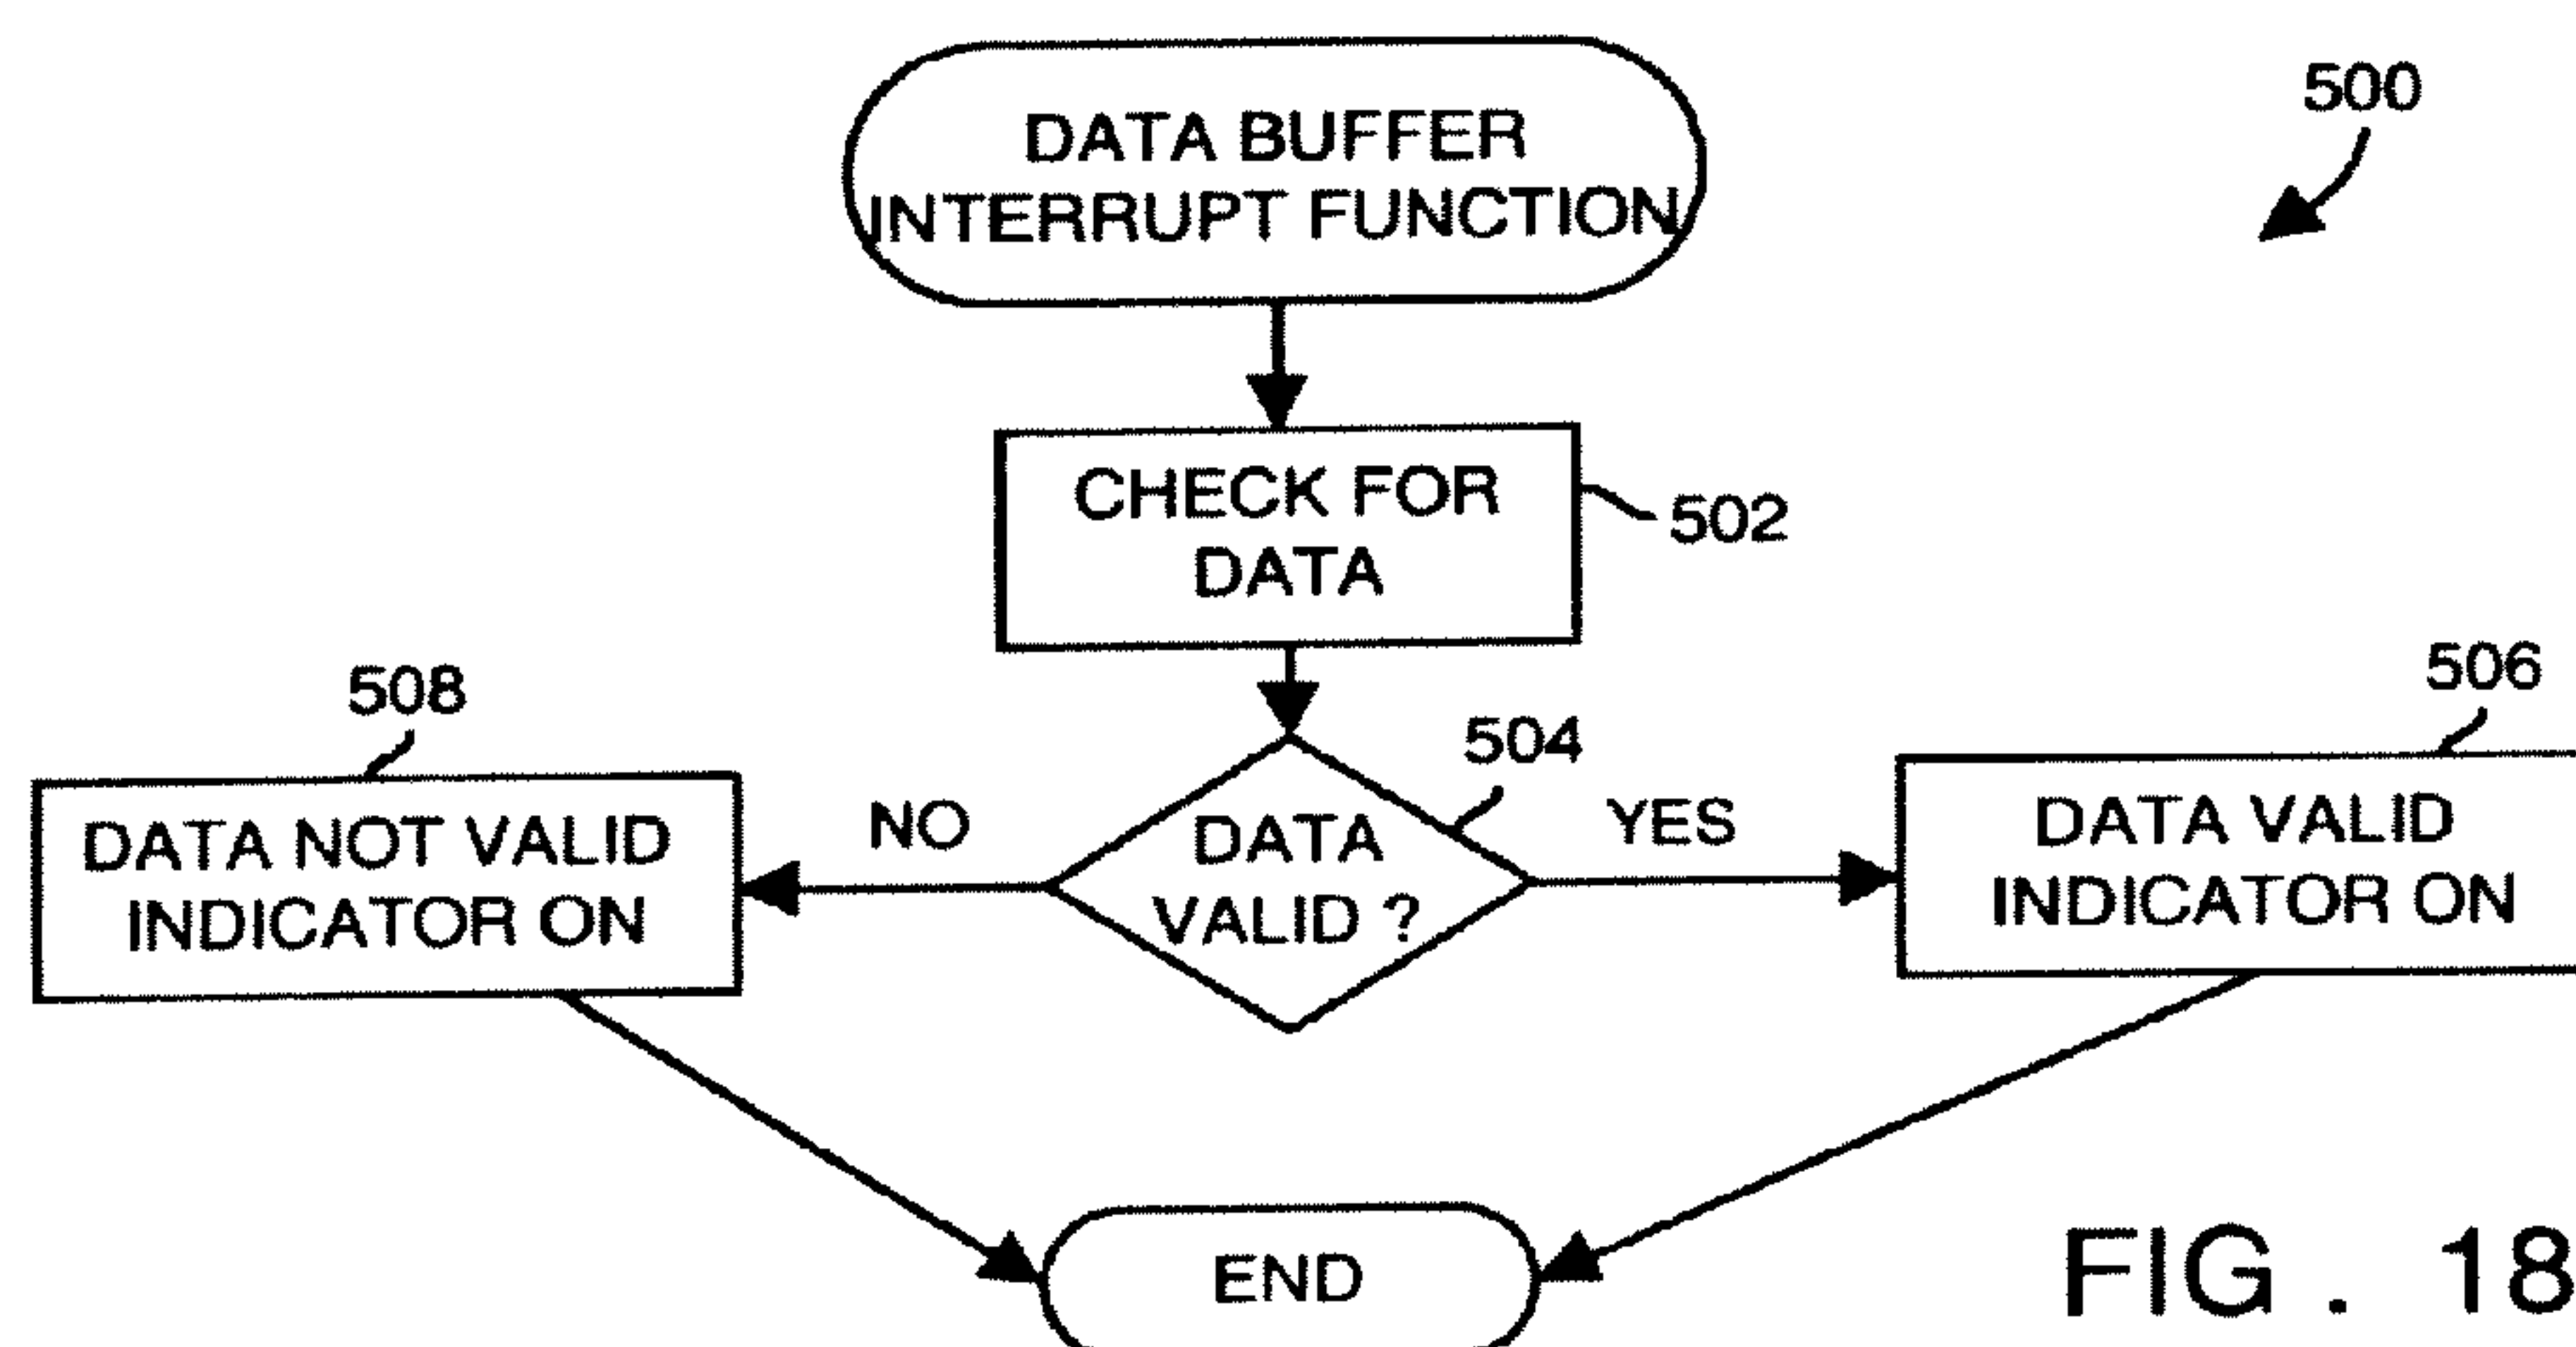 DATA BUFFER
INTERRUPT FUNCTION
500
CHECK FOR
DATA
502
508
504
506
DATA NOT VALID
INDICATOR ON
NO
DATA
VALID ?
YES
DATA VALID
INDICATOR ON
END
FIG . 18